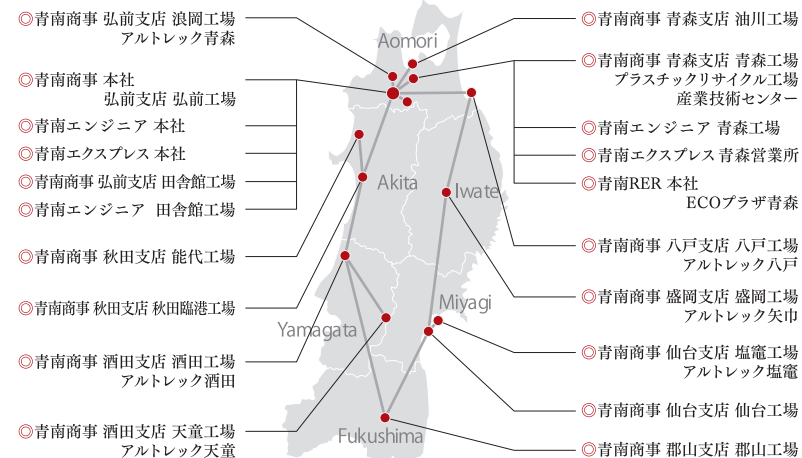 ◎青南商事 弘前支店 浪岡工場
アルトレック青森
◎青南商事 本社
弘前支店 弘前工場
◎青南エンジニア 本社
◎青南エクスプレス 本社
◎青南商事 弘前支店 田舎館工場
◎青南エンジニア 田舎館工場
◎青南商事 秋田支店 能代工場
◎青南商事 秋田支店 秋田臨港工場
◎青南商事 酒田支店 酒田工場
アルトレック酒田
◎青南商事 酒田支店 天童工場
アルトレック天童
Aomori
Akita
Iwate
Miyagi
Yamagata
Fukushima
◎青南商事 青森支店 油川工場
◎青南商事 青森支店 青森工場
プラスチックリサイクル工場
産業技術センター
◎青南エンジニア 青森工場
◎青南エクスプレス 青森営業所
◎青南RER 本社
ECOプラザ青森
◎青南商事 八戸支店 八戸工場
アルトレック八戸
◎青南商事 盛岡支店 盛岡工場
アルトレック矢巾
◎青南商事 仙台支店 塩竈工場
アルトレック塩竈
◎青南商事 仙台支店 仙台工場
◎青南商事 郡山支店 郡山工場